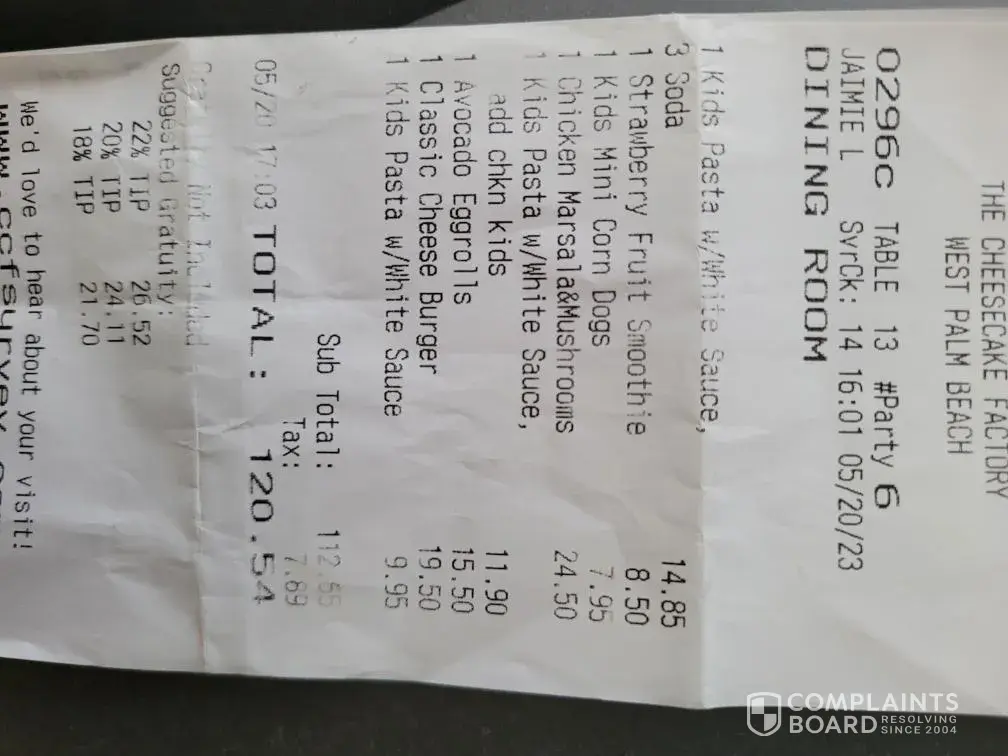 THE CHEESECAKE FACTORY
WEST PALM BEACH
0296c TABLE 13 #Party 6
JAIMIE L SvrCk: 14 16:01 05/20/23
DINING ROOM
1 Kids Pasta w/White Sauce,
3 Soda 14.85
1 Strawberry Fruit Smoothie 8.50
1 Kids Mini Corn Dogs 7.95
1 Chicken Marsala&Mushrooms 24.50
1 Kids Pasta w/White Sauce,
add chkn kids 11.90
1 Avocado Eggrolls 15.50
1 Classic Cheese Burger 19.50
1 Kids Pasta w/White Sauce 9.95
Sub Total: 112.65
Tax: 7.89
05/20 17:03 TOTAL: 120.54
Not Included
Suggested Gratuity:
22% TIP 26.52
20% TIP 24.11
18% TIP 21.70
We'd love to hear about your visit!
COMPLAINTS
BOARD RESOLVING
SINCE 2004